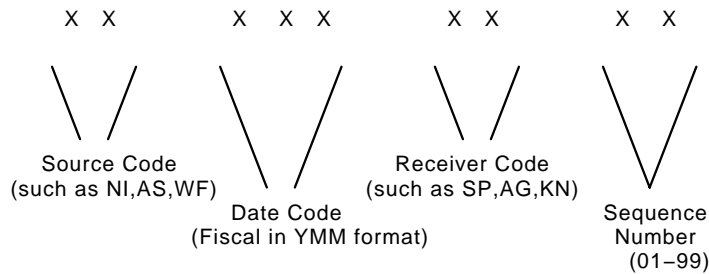 X X X X X X X X X
Source Code
(such as NI,AS,WF)
Receiver Code
(such as SP,AG,KN)
Date Code
(Fiscal in YMM format)
Sequence
Number
(01–99)